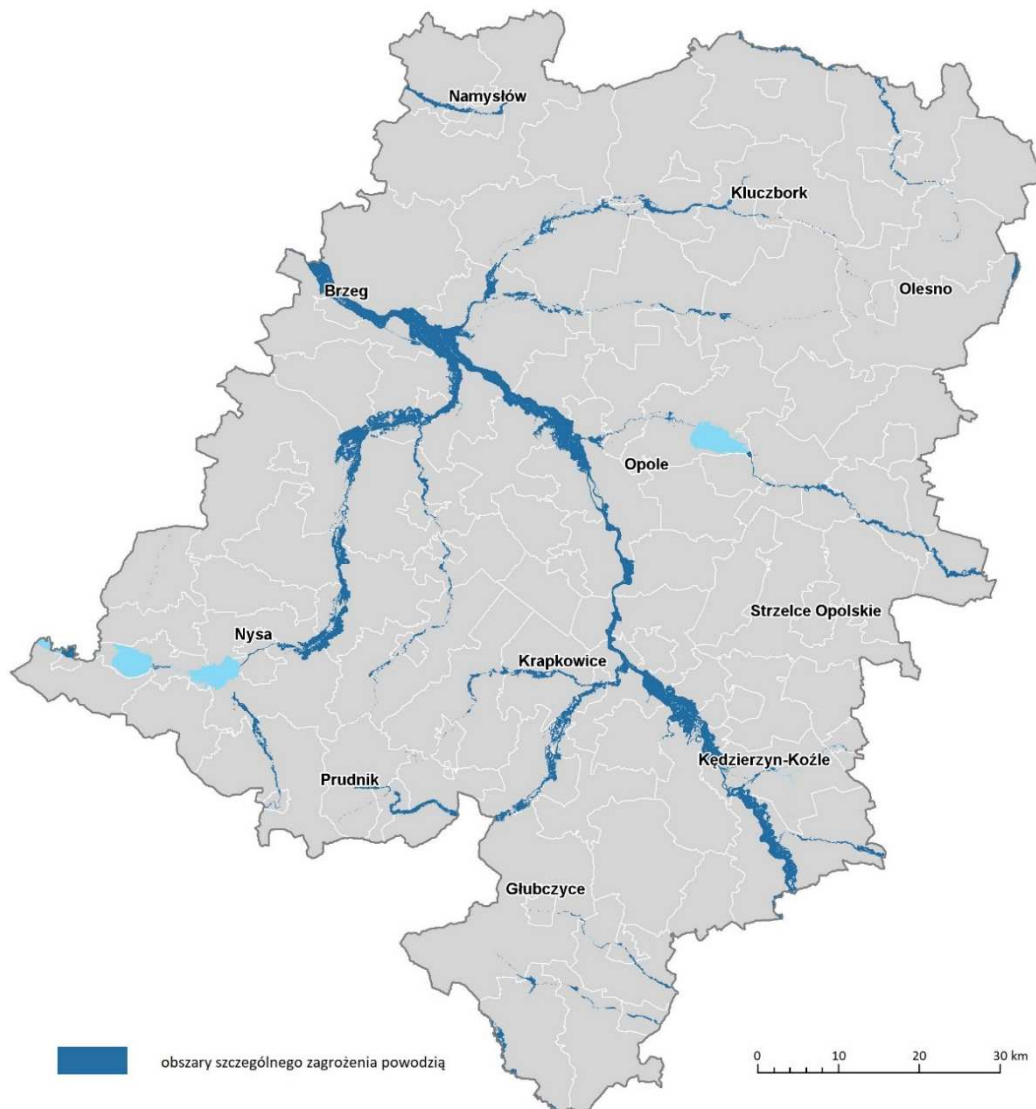 Namysłów
Kluczbork
Brzeg
Olesno
Opole
Strzelce Opolskie
Nysa
Krapkowice
Kędzierzyn-Koźle
Prudnik
Głubczyce
obszary szczególnego zagrożenia powodzią
0 10 20 30 km